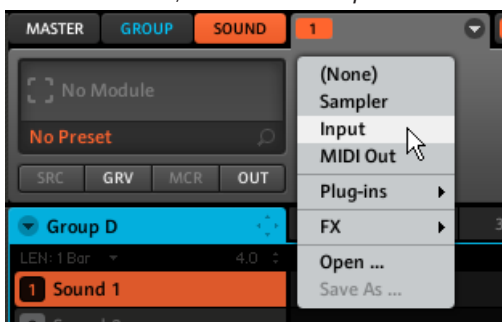 MASTER GROUP SOUND 1
No Module
No Preset
SRC GRV MCR OUT
(None)
Sampler
Input
MIDI Out
Plug-ins
FX
Open ...
Save As ...
Group D
LEN: 1 Bar 4.0
1 Sound 1
3